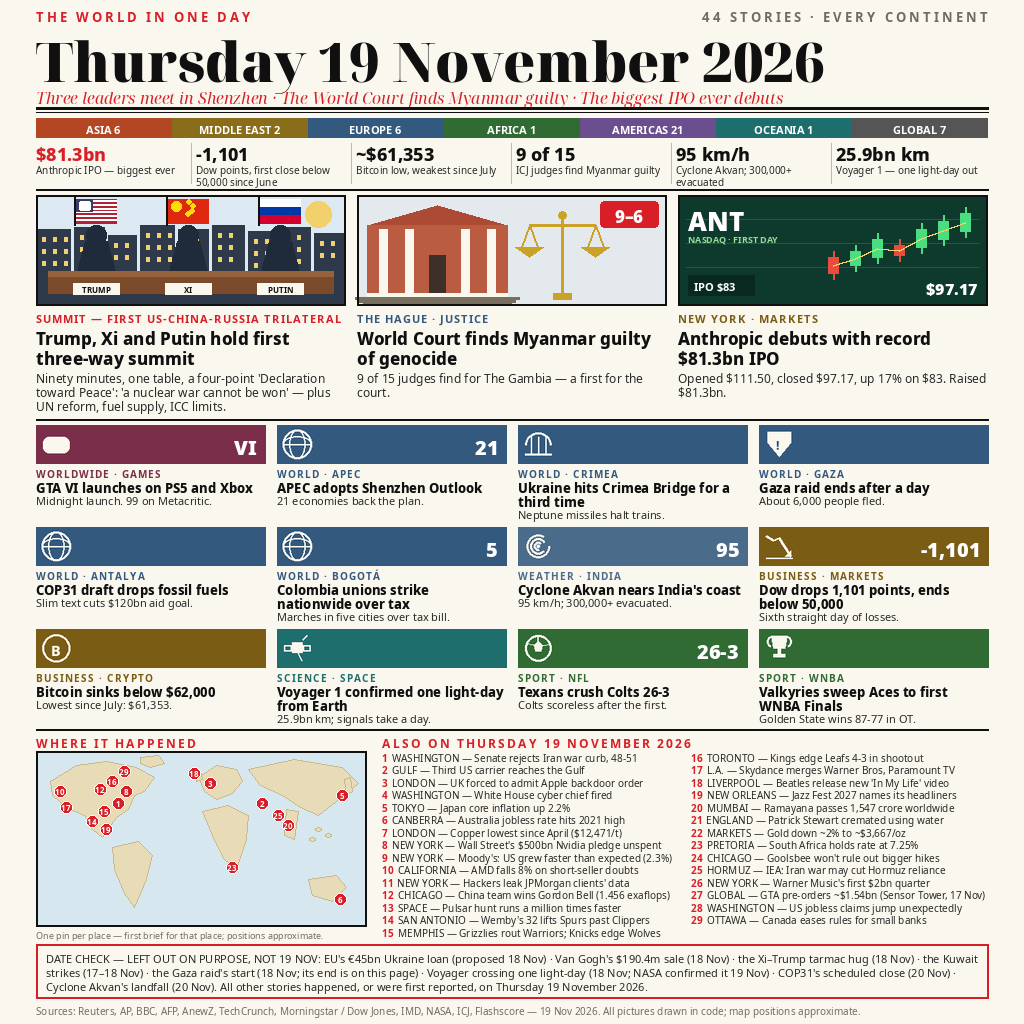 THE WORLD IN ONE DAY
44 STORIES · EVERY CONTINENT
Thursday 19 November 2026
Three leaders meet in Shenzhen · The World Court finds Myanmar guilty · The biggest IPO ever debuts
ASIA 6
MIDDLE EAST 2
EUROPE 6
AFRICA 1
AMERICAS 21
OCEANIA 1
GLOBAL 7
$81.3bn
Anthropic IPO — biggest ever
-1,101
Dow points, first close below
50,000 since June
~$61,353
Bitcoin low, weakest since July
9 of 15
ICJ judges find Myanmar guilty
95 km/h
Cyclone Akvan; 300,000+
evacuated
25.9bn km
Voyager 1 — one light-day out
TRUMP
XI
PUTIN
9–6
ANT
NASDAQ · FIRST DAY
IPO $83
$97.17
SUMMIT — FIRST US-CHINA-RUSSIA TRILATERAL
Trump, Xi and Putin hold first
three-way summit
Ninety minutes, one table, a four-point 'Declaration
toward Peace': 'a nuclear war cannot be won' — plus
UN reform, fuel supply, ICC limits.
THE HAGUE · JUSTICE
World Court finds Myanmar guilty
of genocide
9 of 15 judges find for The Gambia — a first for the
court.
NEW YORK · MARKETS
Anthropic debuts with record
$81.3bn IPO
Opened $111.50, closed $97.17, up 17% on $83. Raised
$81.3bn.
VI
WORLDWIDE · GAMES
GTA VI launches on PS5 and Xbox
Midnight launch. 99 on Metacritic.
21
WORLD · APEC
APEC adopts Shenzhen Outlook
21 economies back the plan.
WORLD · CRIMEA
Ukraine hits Crimea Bridge for a
third time
Neptune missiles halt trains.
!
WORLD · GAZA
Gaza raid ends after a day
About 6,000 people fled.
WORLD · ANTALYA
COP31 draft drops fossil fuels
Slim text cuts $120bn aid goal.
5
WORLD · BOGOTÁ
Colombia unions strike
nationwide over tax
Marches in five cities over tax bill.
95
WEATHER · INDIA
Cyclone Akvan nears India's coast
95 km/h; 300,000+ evacuated.
-1,101
BUSINESS · MARKETS
Dow drops 1,101 points, ends
below 50,000
Sixth straight day of losses.
B
BUSINESS · CRYPTO
Bitcoin sinks below $62,000
Lowest since July: $61,353.
SCIENCE · SPACE
Voyager 1 confirmed one light-day
from Earth
25.9bn km; signals take a day.
26-3
SPORT · NFL
Texans crush Colts 26-3
Colts scoreless after the first.
SPORT · WNBA
Valkyries sweep Aces to first
WNBA Finals
Golden State wins 87-77 in OT.
WHERE IT HAPPENED
29
16
10
12
8
1
17
15
14
19
18
3
2
25
20
5
23
6
One pin per place — first brief for that place; positions approximate.
ALSO ON THURSDAY 19 NOVEMBER 2026
1 WASHINGTON — Senate rejects Iran war curb, 48-51
2 GULF — Third US carrier reaches the Gulf
3 LONDON — UK forced to admit Apple backdoor order
4 WASHINGTON — White House cyber chief fired
5 TOKYO — Japan core inflation up 2.2%
6 CANBERRA — Australia jobless rate hits 2021 high
7 LONDON — Copper lowest since April ($12,471/t)
8 NEW YORK — Wall Street's $500bn Nvidia pledge unspent
9 NEW YORK — Moody's: US grew faster than expected (2.3%)
10 CALIFORNIA — AMD falls 8% on short-seller doubts
11 NEW YORK — Hackers leak JPMorgan clients' data
12 CHICAGO — China team wins Gordon Bell (1.456 exaflops)
13 SPACE — Pulsar hunt runs a million times faster
14 SAN ANTONIO — Wemby's 32 lifts Spurs past Clippers
15 MEMPHIS — Grizzlies rout Warriors; Knicks edge Wolves
16 TORONTO — Kings edge Leafs 4-3 in shootout
17 L.A. — Skydance merges Warner Bros, Paramount TV
18 LIVERPOOL — Beatles release new 'In My Life' video
19 NEW ORLEANS — Jazz Fest 2027 names its headliners
20 MUMBAI — Ramayana passes 1,547 crore worldwide
21 ENGLAND — Patrick Stewart cremated using water
22 MARKETS — Gold down ~2% to ~$3,667/oz
23 PRETORIA — South Africa holds rate at 7.25%
24 CHICAGO — Goolsbee won't rule out bigger hikes
25 HORMUZ — IEA: Iran war may cut Hormuz reliance
26 NEW YORK — Warner Music's first $2bn quarter
27 GLOBAL — GTA pre-orders ~$1.54bn (Sensor Tower, 17 Nov)
28 WASHINGTON — US jobless claims jump unexpectedly
29 OTTAWA — Canada eases rules for small banks
DATE CHECK — LEFT OUT ON PURPOSE, NOT 19 NOV: EU's €45bn Ukraine loan (proposed 18 Nov) · Van Gogh's $190.4m sale (18 Nov) · the Xi–Trump tarmac hug (18 Nov) · the Kuwait
strikes (17–18 Nov) · the Gaza raid's start (18 Nov; its end is on this page) · Voyager crossing one light-day (18 Nov; NASA confirmed it 19 Nov) · COP31's scheduled close (20 Nov) ·
Cyclone Akvan's landfall (20 Nov). All other stories happened, or were first reported, on Thursday 19 November 2026.
Sources: Reuters, AP, BBC, AFP, AnewZ, TechCrunch, Morningstar / Dow Jones, IMD, NASA, ICJ, Flashscore — 19 Nov 2026. All pictures drawn in code; map positions approximate.